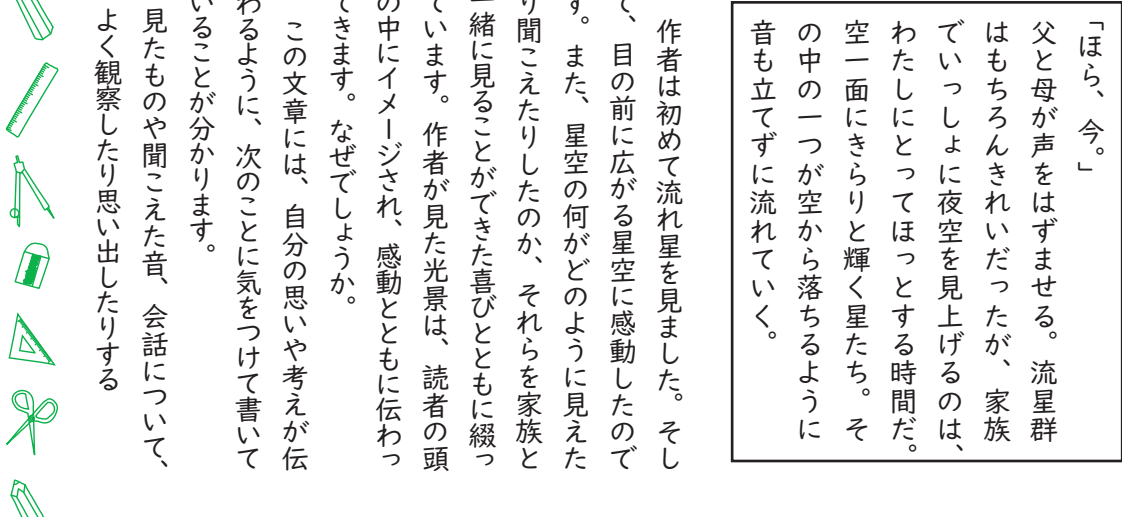 「ほら、今。」
父と母が声をはずませる。流星群
はもちろんきれいだったが、家族
でいっしょに夜空を見上げるのは、
わたしにとってほっとする時間だ。
空一面にきらりと輝く星たち。そ
の中の一つが空から落ちるように
音も立てずに流れていく。
作者は初めて流れ星を見ました。そし
て、目の前に広がる星空に感動したので
す。また、星空の何がどのように見えた
り聞こえたりしたのか、それらを家族と
一緒に見ることができた喜びとともに綴っ
ています。作者が見た光景は、読者の頭
の中にイメージされ、感動とともに伝わっ
てきます。なぜでしょうか。
この文章には、自分の思いや考えが伝
わるように、次のことに気をつけて書いて
いることが分かります。
見たものや聞こえた音、会話について、
よく観察したり思い出したりする